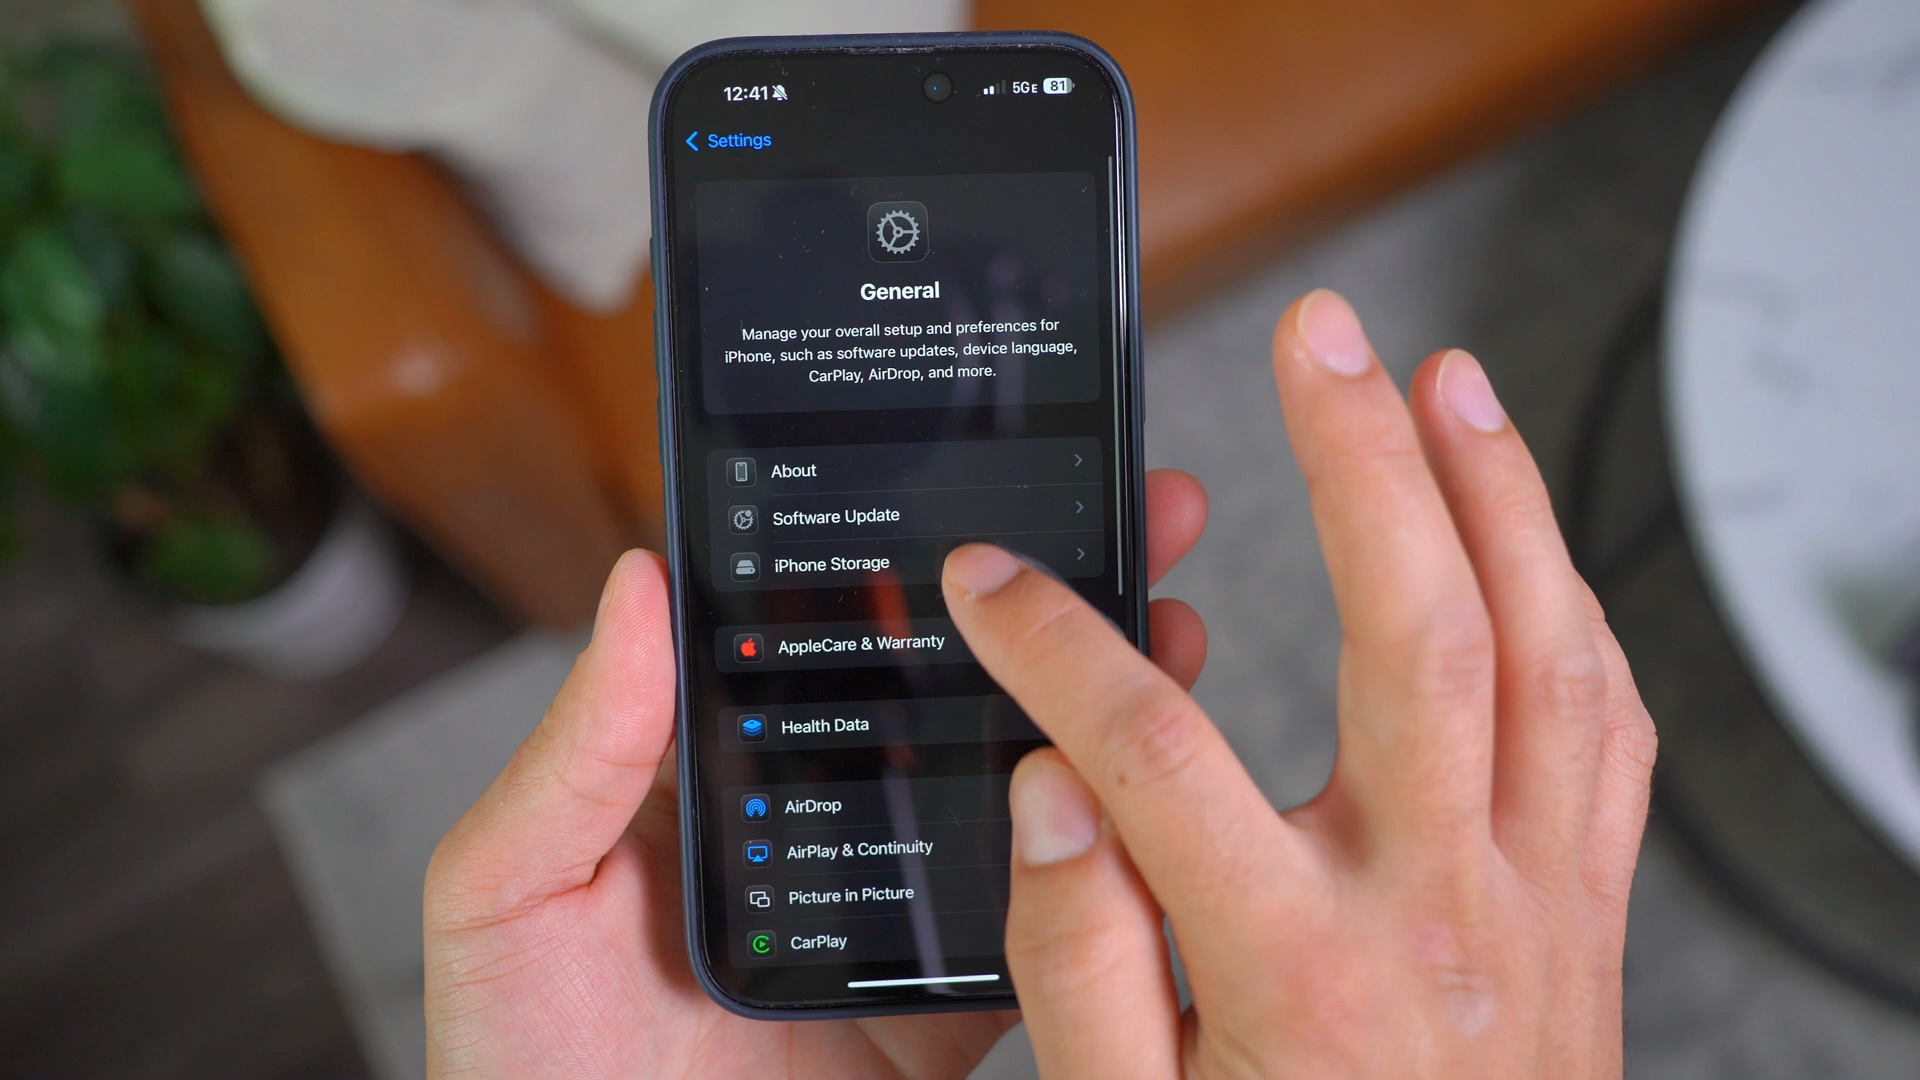 12:41 5GE 81
Settings
General
Manage your overall setup and preferences for
iPhone, such as software updates, device language,
CarPlay, AirDrop, and more.
About
Software Update
iPhone Storage
AppleCare & Warranty
Health Data
AirDrop
AirPlay & Continuity
Picture in Picture
CarPlay